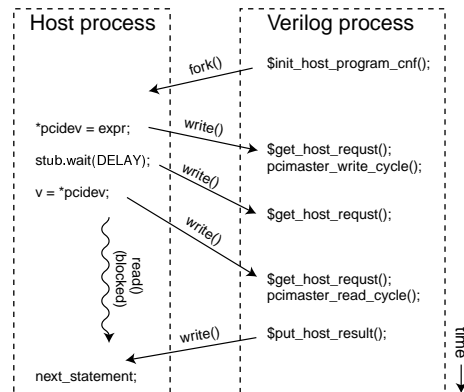 Host process
Verilog process
fork()
$init_host_program_cnf();
*pcidev = expr;
write()
$get_host_requst();
pcimaster_write_cycle();
stub.wait(DELAY);
write()
$get_host_requst();
v = *pcidev;
write()
read()
(blocked)
$get_host_requst();
pcimaster_read_cycle();
write()
$put_host_result();
next_statement;
time